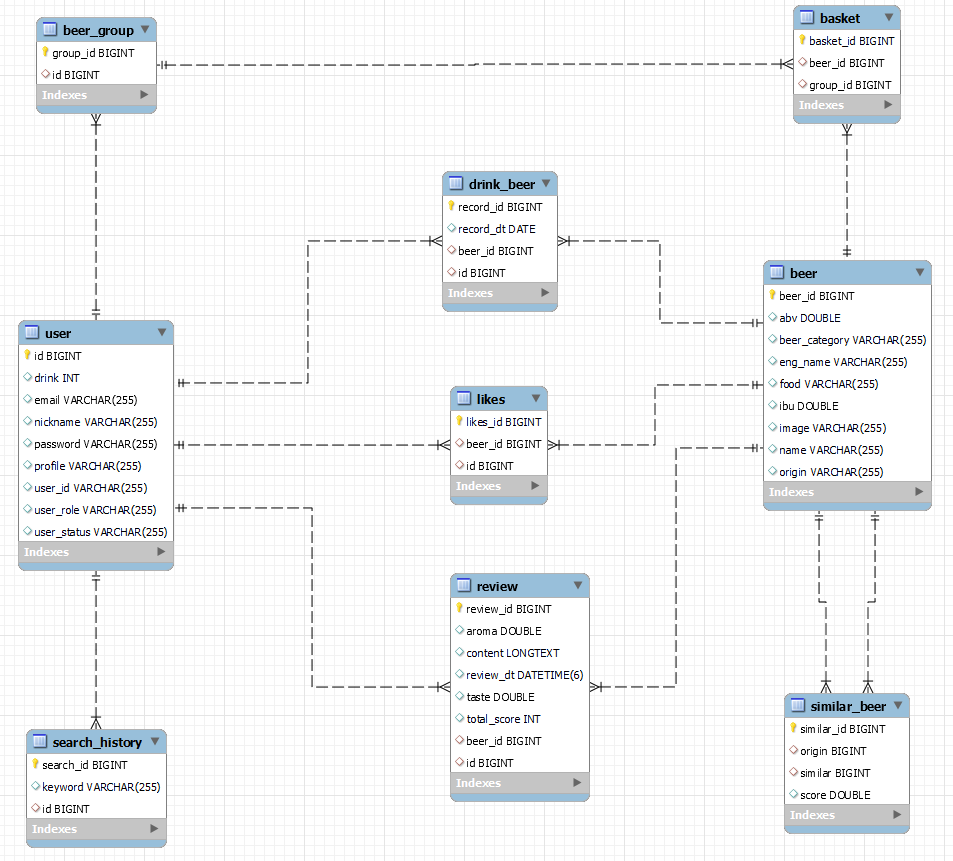 beer_group
group_id BIGINT
id BIGINT
Indexes
basket
basket_id BIGINT
beer_id BIGINT
group_id BIGINT
Indexes
drink_beer
record_id BIGINT
record_dt DATE
beer_id BIGINT
id BIGINT
Indexes
beer
beer_id BIGINT
abv DOUBLE
beer_category VARCHAR(255)
eng_name VARCHAR(255)
food VARCHAR(255)
ibu DOUBLE
image VARCHAR(255)
name VARCHAR(255)
origin VARCHAR(255)
Indexes
user
id BIGINT
drink INT
email VARCHAR(255)
nickname VARCHAR(255)
password VARCHAR(255)
profile VARCHAR(255)
user_id VARCHAR(255)
user_role VARCHAR(255)
user_status VARCHAR(255)
Indexes
likes
likes_id BIGINT
beer_id BIGINT
id BIGINT
Indexes
review
review_id BIGINT
aroma DOUBLE
content LONGTEXT
review_dt DATETIME(6)
taste DOUBLE
total_score INT
beer_id BIGINT
id BIGINT
Indexes
similar_beer
similar_id BIGINT
origin BIGINT
similar BIGINT
score DOUBLE
Indexes
search_history
search_id BIGINT
keyword VARCHAR(255)
id BIGINT
Indexes